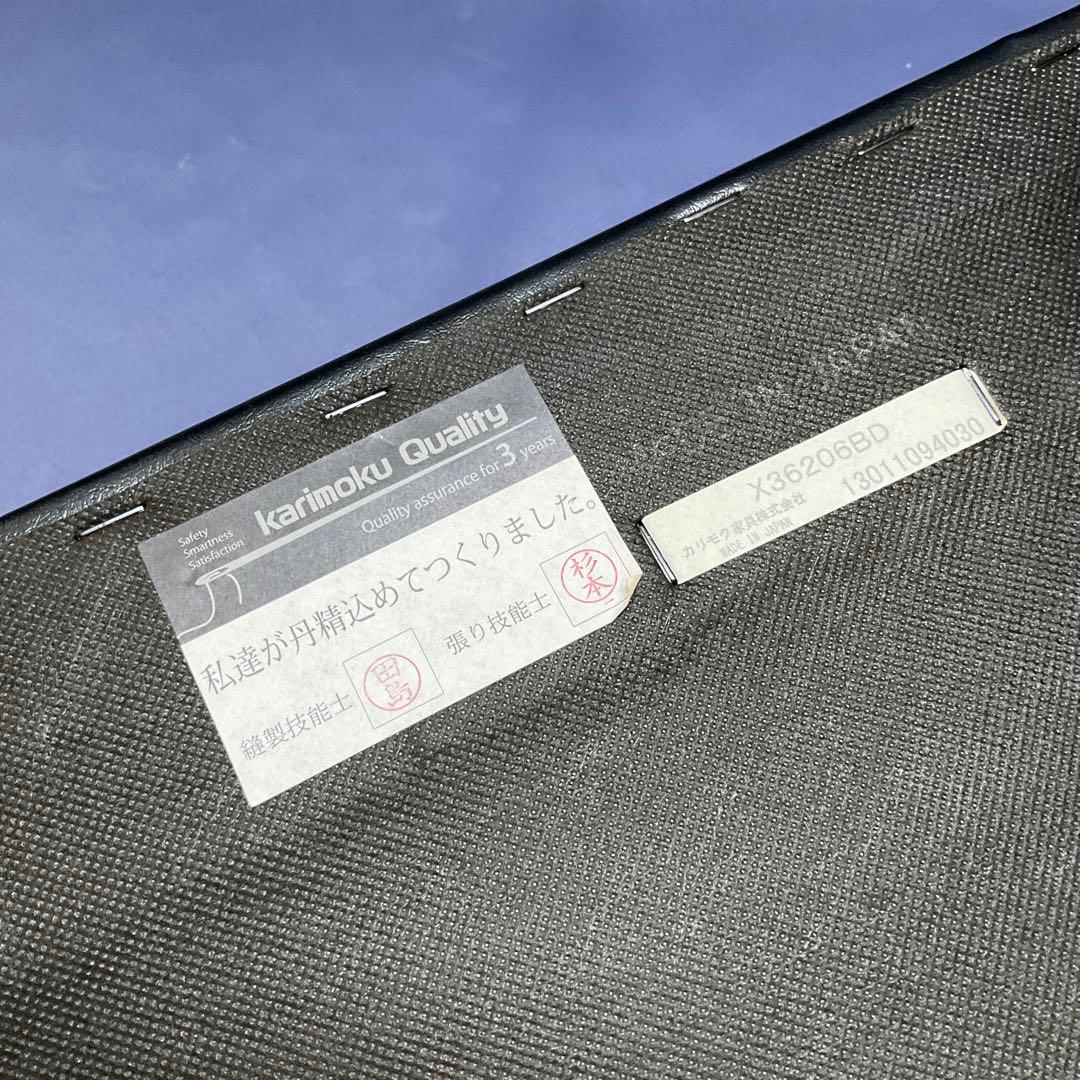 karimoku Quality
Quality assurance for 3 years
Safety
Smartness
Satisfaction
私達が丹精込めてつくりました。
縫製技能士 田島
張り技能士 杉本
X36206BD
カリモク家具株式会社 13011094030
MADE IN JAPAN